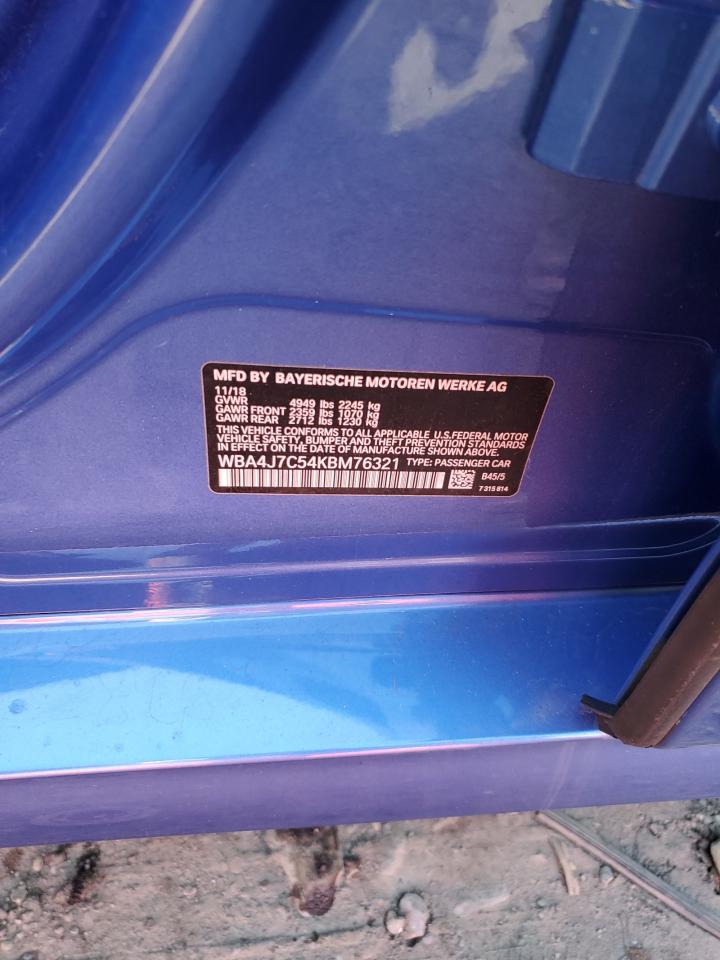 MFD BY BAYERISCHE MOTOREN WERKE AG
11/18
GVWR 4949 lbs 2245 kg
GAWR FRONT 2359 lbs 1070 kg
GAWR REAR 2712 lbs 1230 kg
THIS VEHICLE CONFORMS TO ALL APPLICABLE U.S.FEDERAL MOTOR
VEHICLE SAFETY, BUMPER AND THEFT PREVENTION STANDARDS
IN EFFECT ON THE DATE OF MANUFACTURE SHOWN ABOVE.
WBA4J7C54KBM76321 TYPE: PASSENGER CAR
B45/5
7 315 814